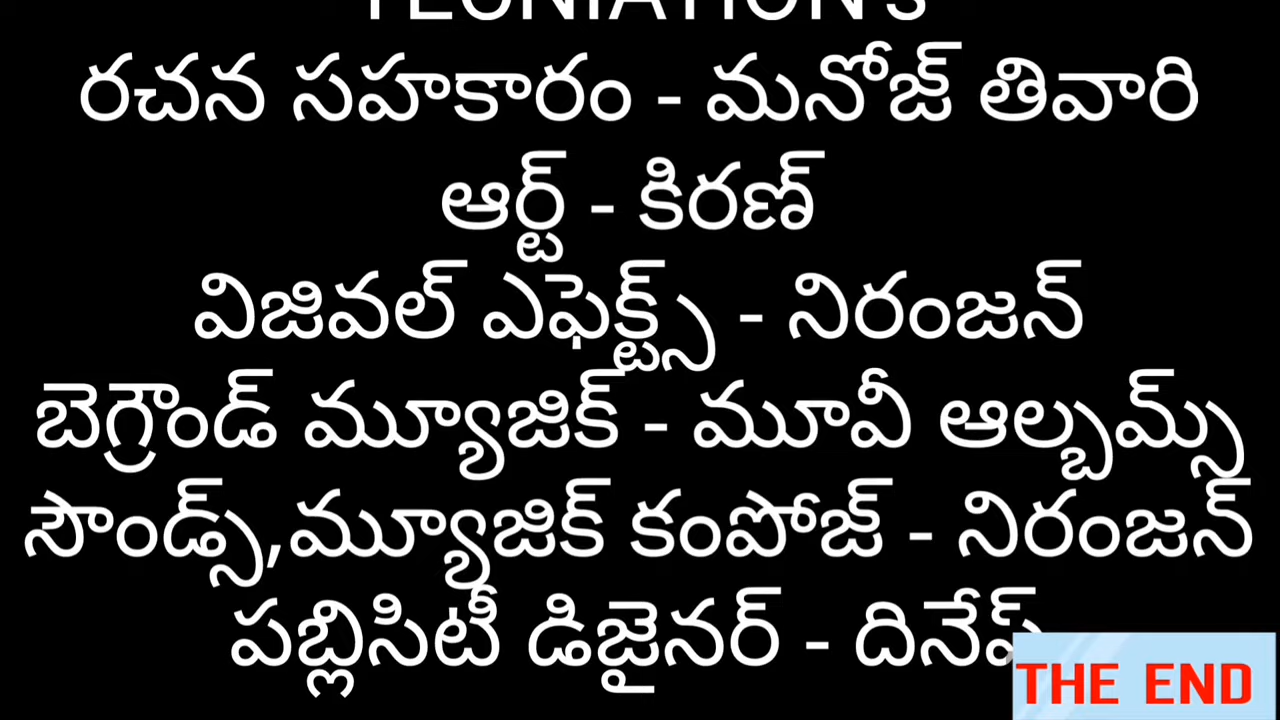 రచన సహకారం - మనోజ్ తివారి
ఆర్ట్ - కిరణ్
విజివల్ ఎఫెక్ట్స్ - నిరంజన్
బెగ్రౌండ్ మ్యూజిక్ - మూవీ ఆల్బమ్స్
సౌండ్స్,మ్యూజిక్ కంపోజ్ - నిరంజన్
పబ్లిసిటీ డిజైనర్ - దినేష్
THE END